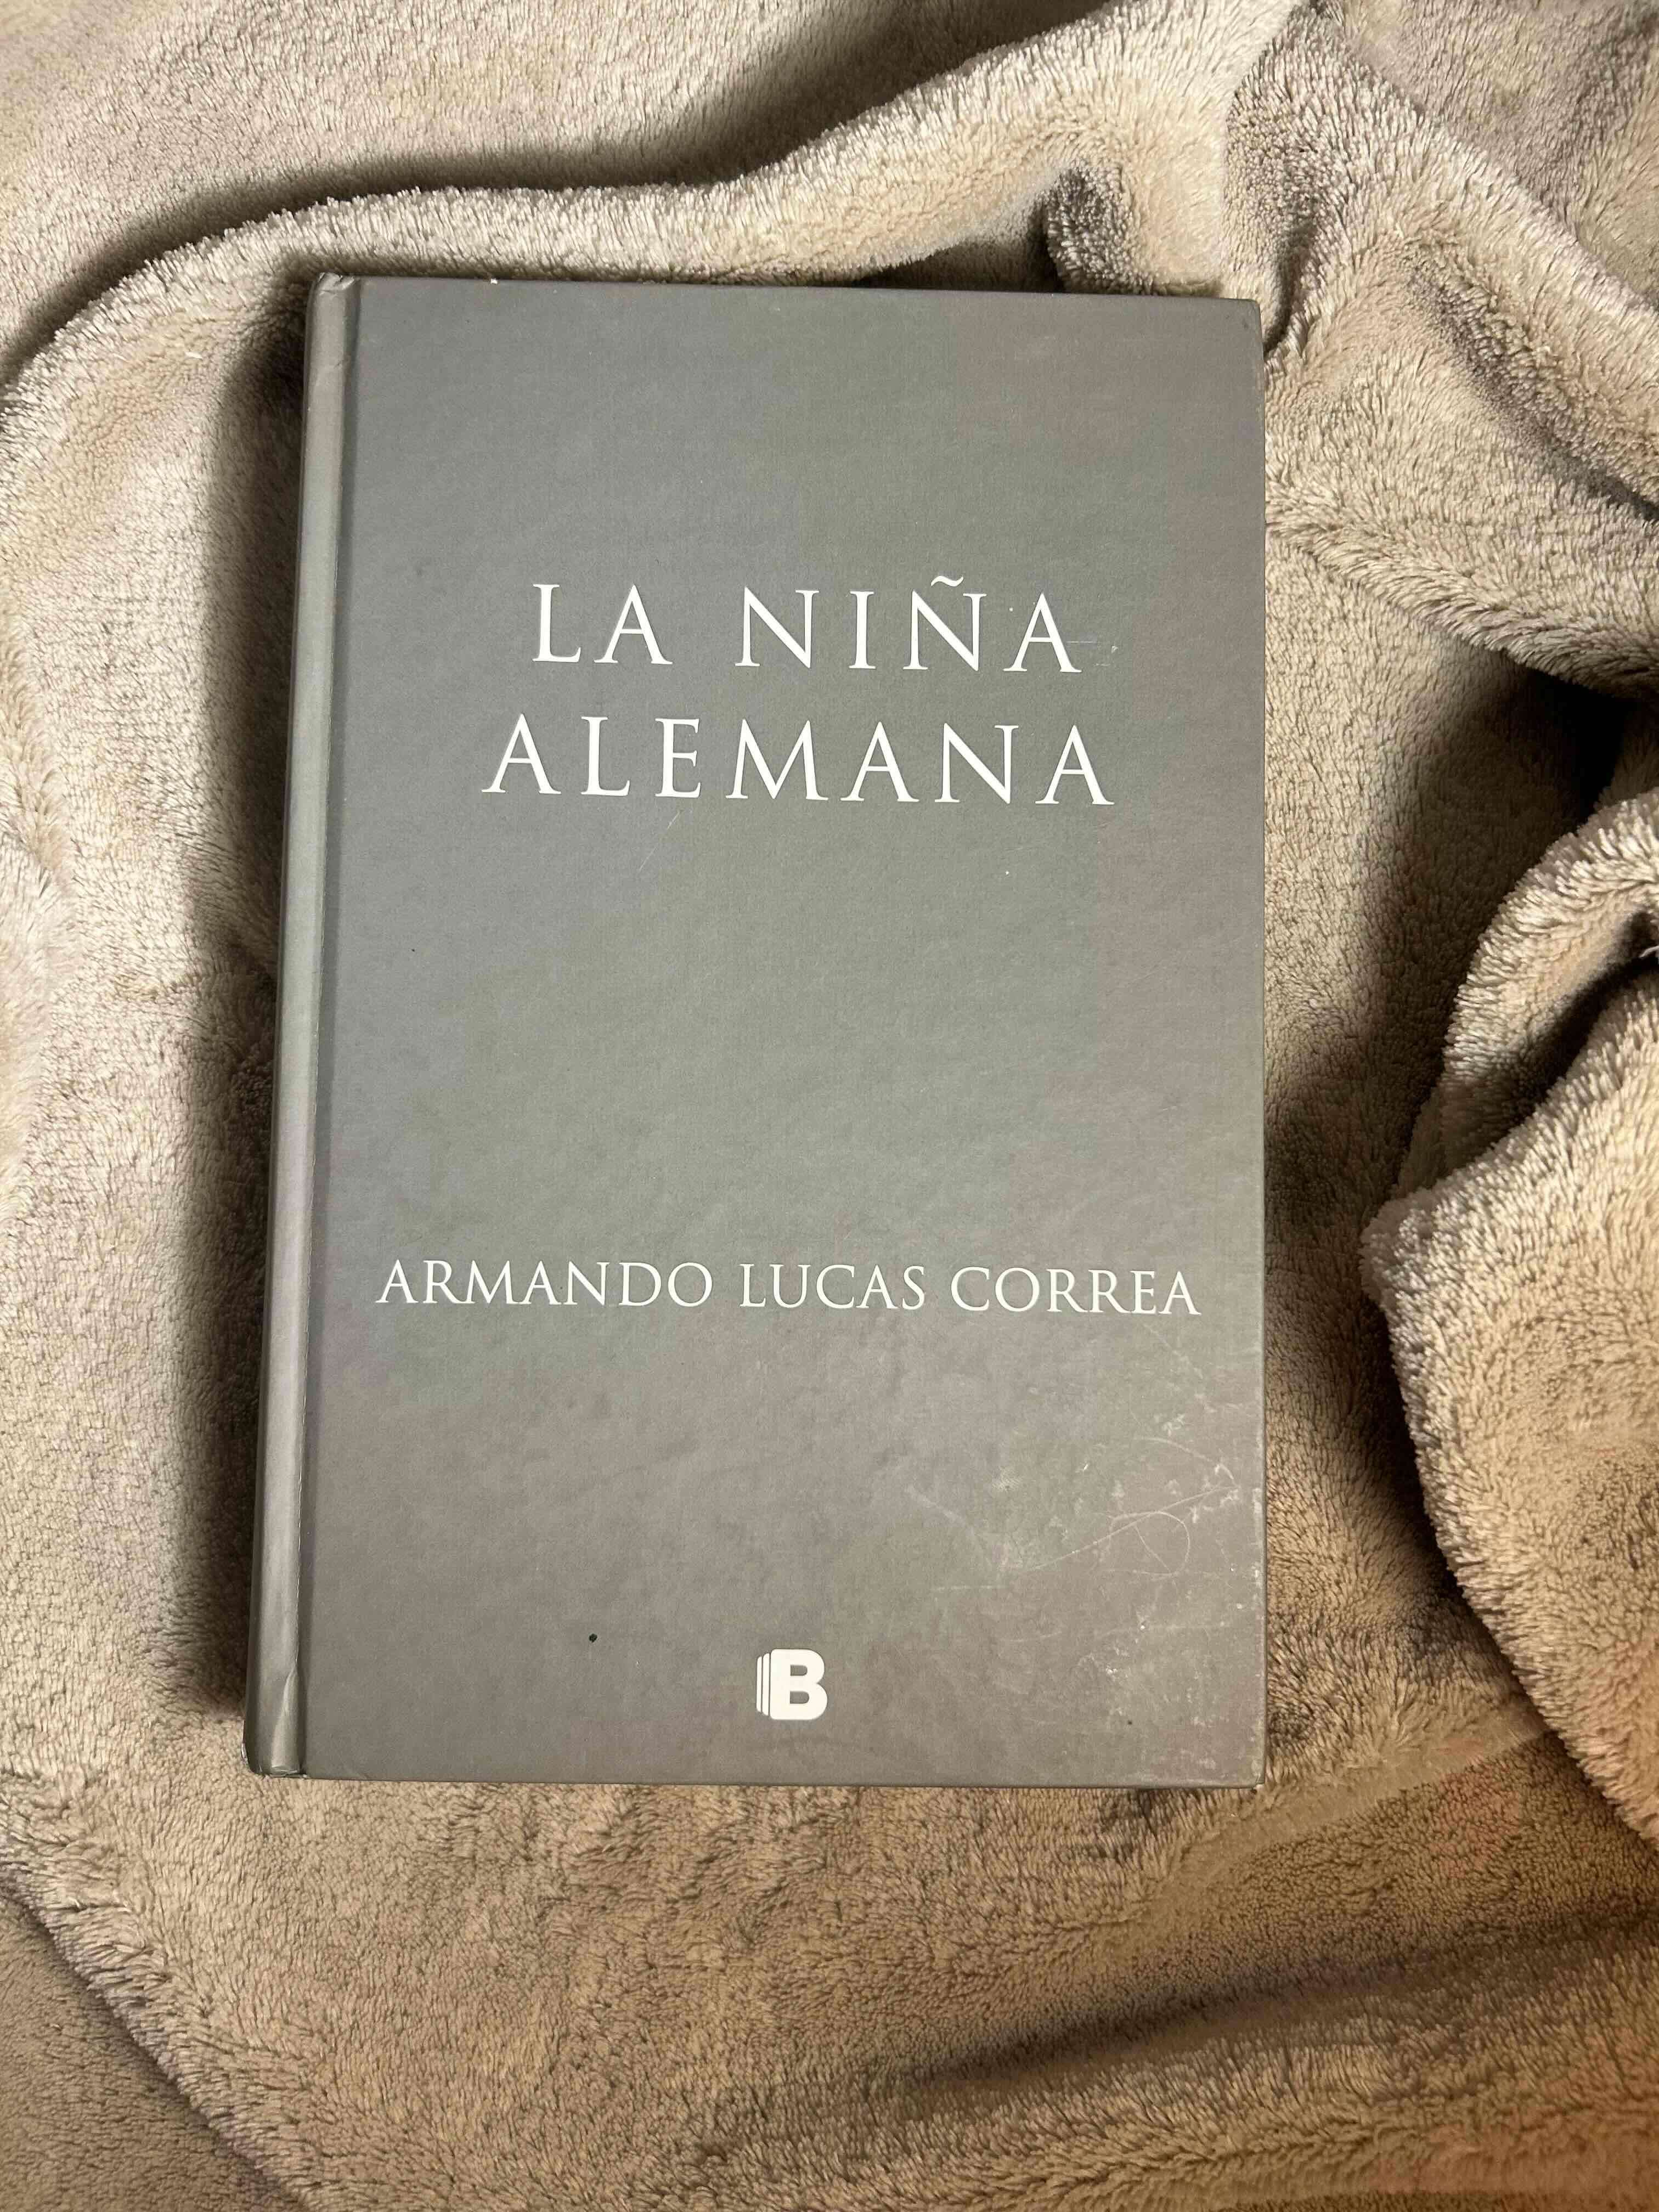 LA NIÑA
ALEMANA
ARMANDO LUCAS CORREA
B